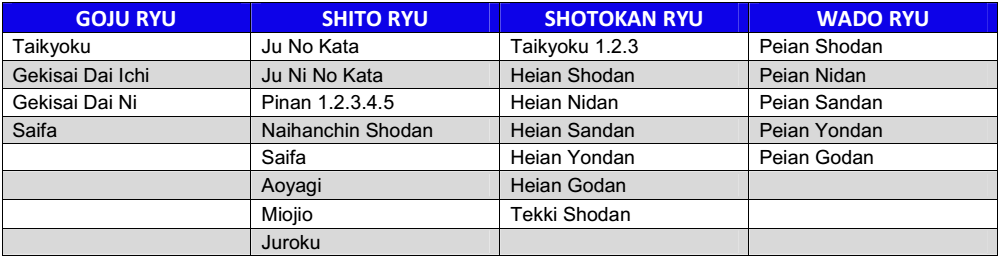 GOJU RYU SHITO RYU SHOTOKAN RYU WADO RYU
Taikyoku Ju No Kata Taikyoku 1.2.3 Peian Shodan
Gekisai Dai Ichi Ju Ni No Kata Heian Shodan Peian Nidan
Gekisai Dai Ni Pinan 1.2.3.4.5 Heian Nidan Peian Sandan
Saifa Naihanchin Shodan Heian Sandan Peian Yondan
Saifa Heian Yondan Peian Godan
Aoyagi Heian Godan
Miojio Tekki Shodan
Juroku